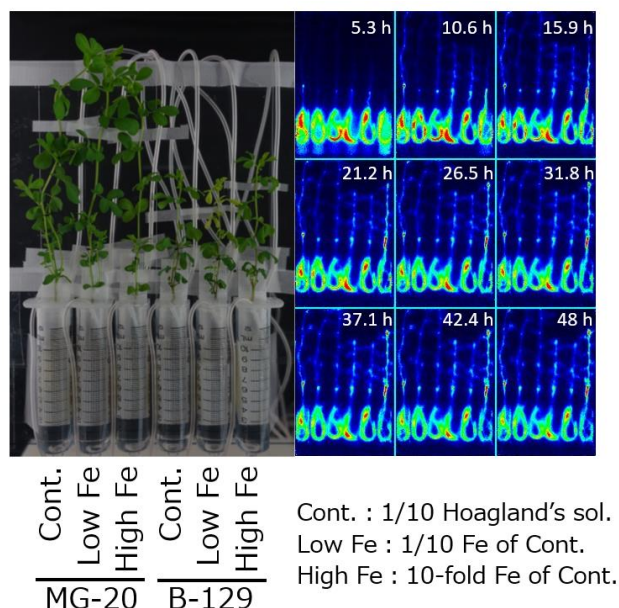 5.3 h
10.6 h
15.9 h
21.2 h
26.5 h
31.8 h
37.1 h
42.4 h
48 h
Cont.
Low Fe
High Fe
Cont.
Low Fe
High Fe
MG-20
B-129
Cont. : 1/10 Hoagland's sol.
Low Fe : 1/10 Fe of Cont.
High Fe : 10-fold Fe of Cont.